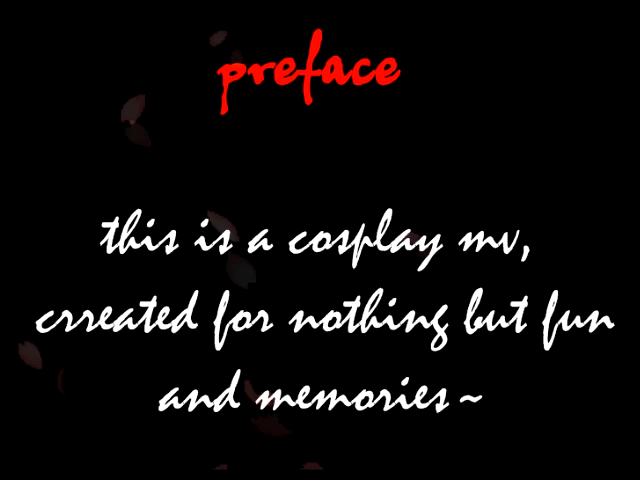 preface
this is a cosplay mv,
crreated for nothing but fun
and memories~